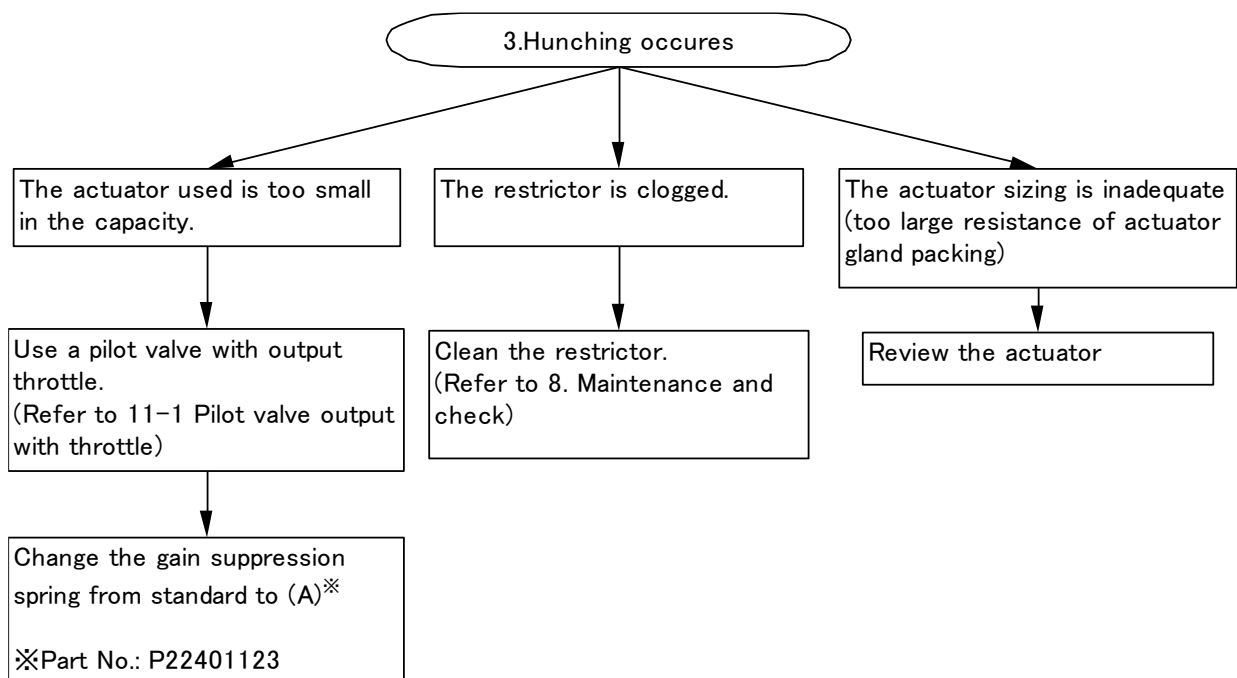 3.Hunching occures
The actuator used is too small
in the capacity.
The restrictor is clogged.
The actuator sizing is inadequate
(too large resistance of actuator
gland packing)
Use a pilot valve with output
throttle.
(Refer to 11-1 Pilot valve output
with throttle)
Clean the restrictor.
(Refer to 8. Maintenance and
check)
Review the actuator
Change the gain suppression
spring from standard to (A)※
※Part No.: P22401123